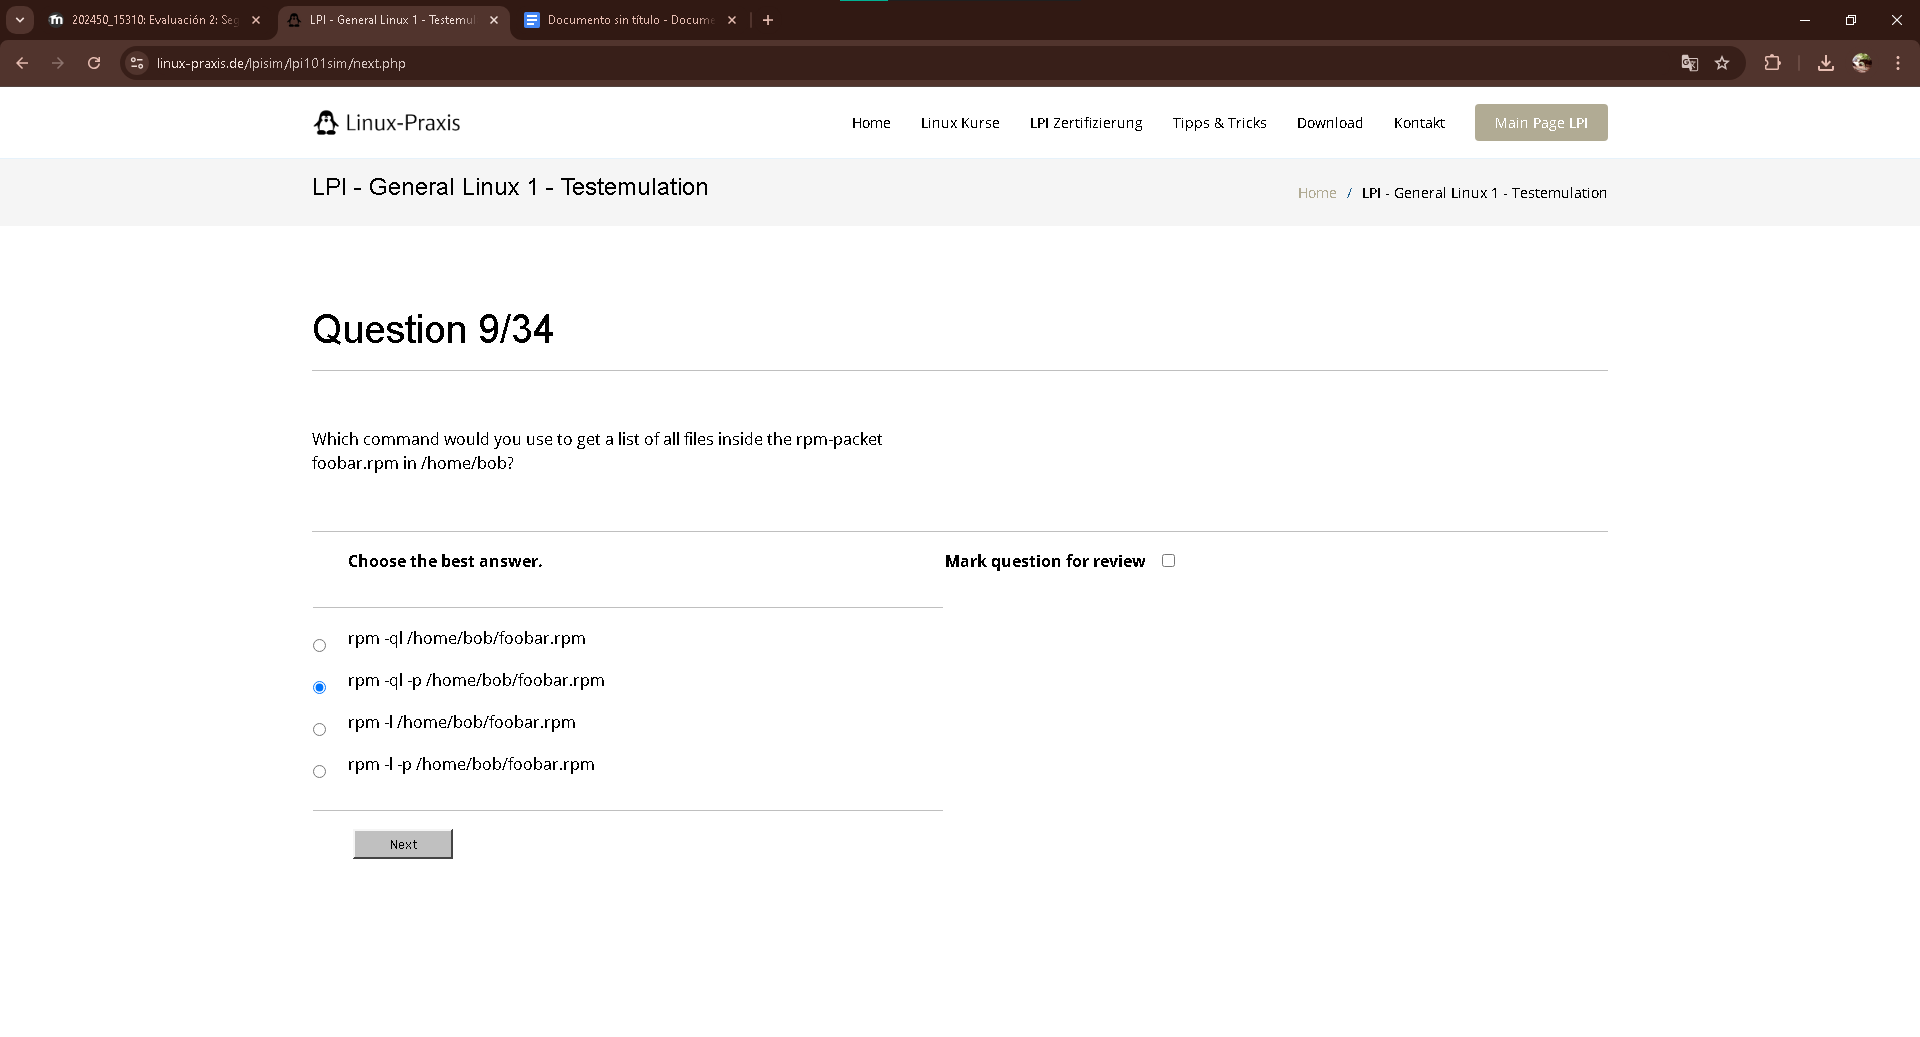 202450_15310: Evaluación 2: Seg
LPI - General Linux 1 - Testemul
Documento sin título - Docume
linux-praxis.de/lpisim/lpi101sim/next.php
Linux-Praxis
Home
Linux Kurse
LPI Zertifizierung
Tipps & Tricks
Download
Kontakt
Main Page LPI
LPI - General Linux 1 - Testemulation
Home / LPI - General Linux 1 - Testemulation
Question 9/34
Which command would you use to get a list of all files inside the rpm-packet
foobar.rpm in /home/bob?
Choose the best answer.
Mark question for review
rpm -ql /home/bob/foobar.rpm
rpm -ql -p /home/bob/foobar.rpm
rpm -l /home/bob/foobar.rpm
rpm -l -p /home/bob/foobar.rpm
Next